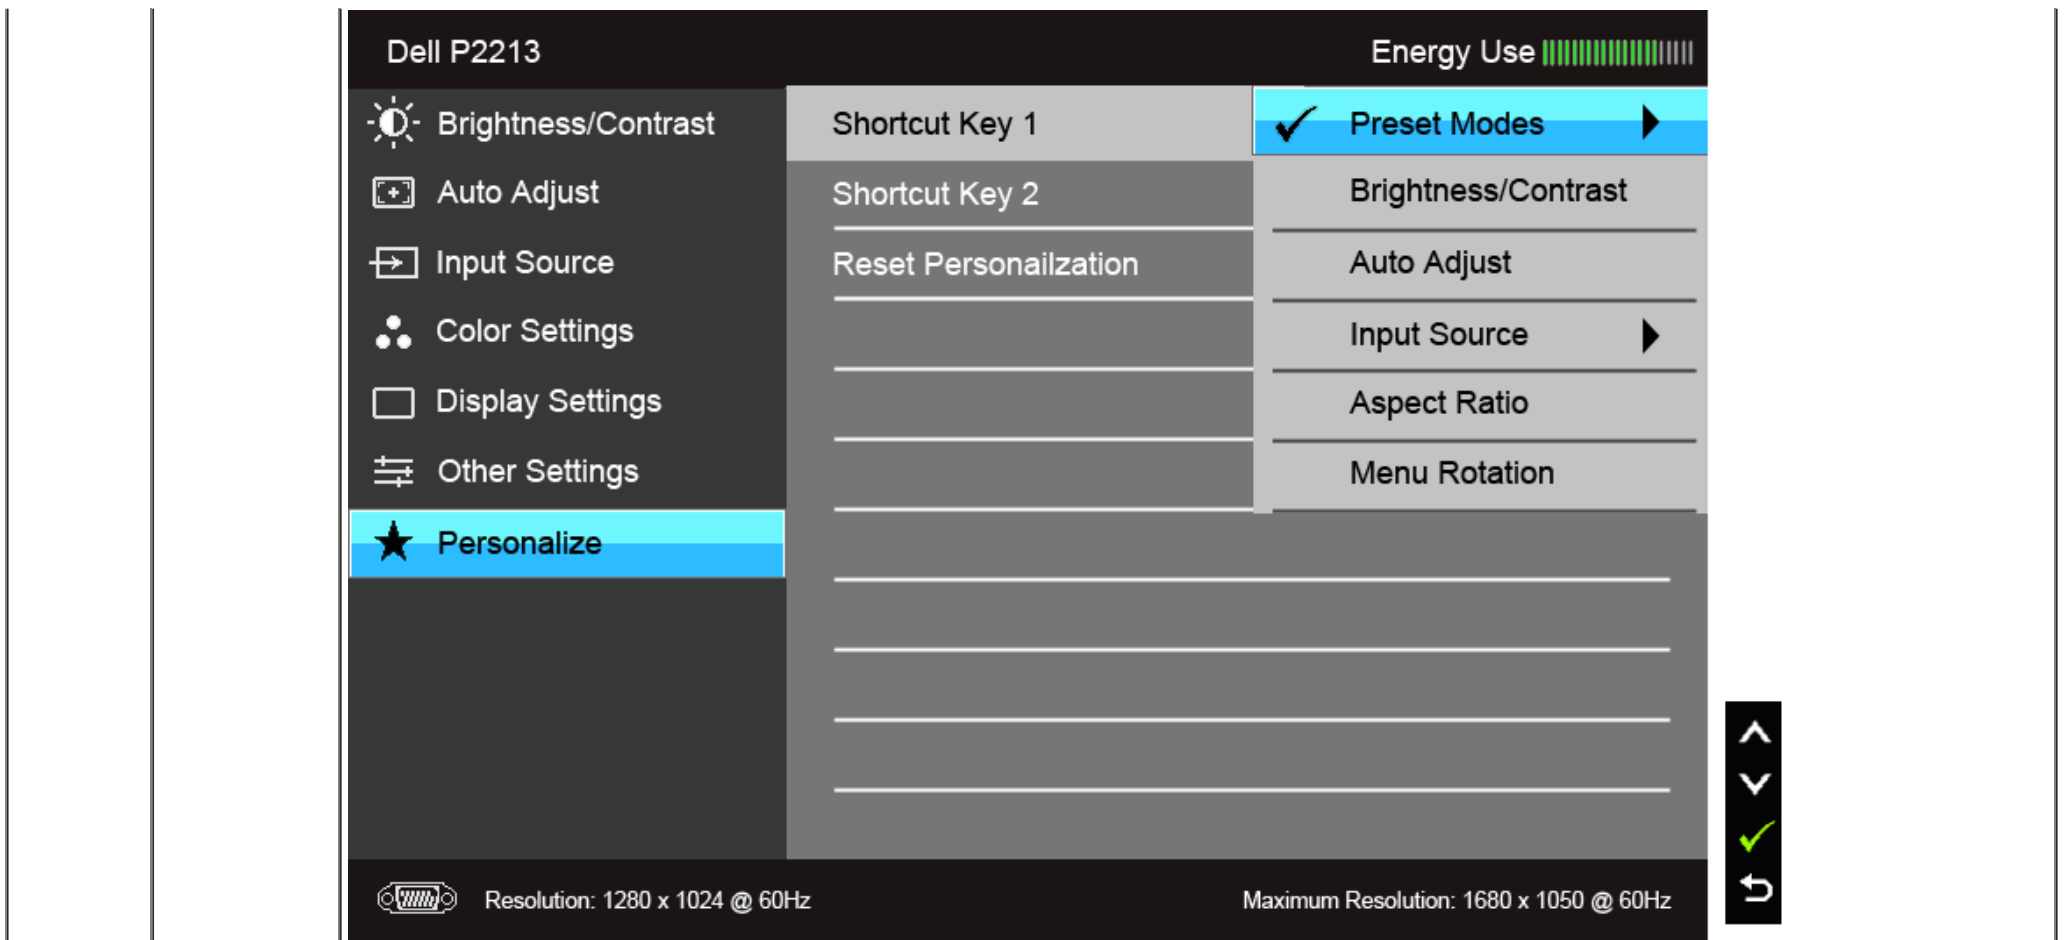 Dell P2213
Energy Use
Brightness/Contrast
Auto Adjust
Input Source
Color Settings
Display Settings
Other Settings
Personalize
Shortcut Key 1
Shortcut Key 2
Reset Personailzation
Preset Modes
Brightness/Contrast
Auto Adjust
Input Source
Aspect Ratio
Menu Rotation
Resolution: 1280 x 1024 @ 60Hz
Maximum Resolution: 1680 x 1050 @ 60Hz